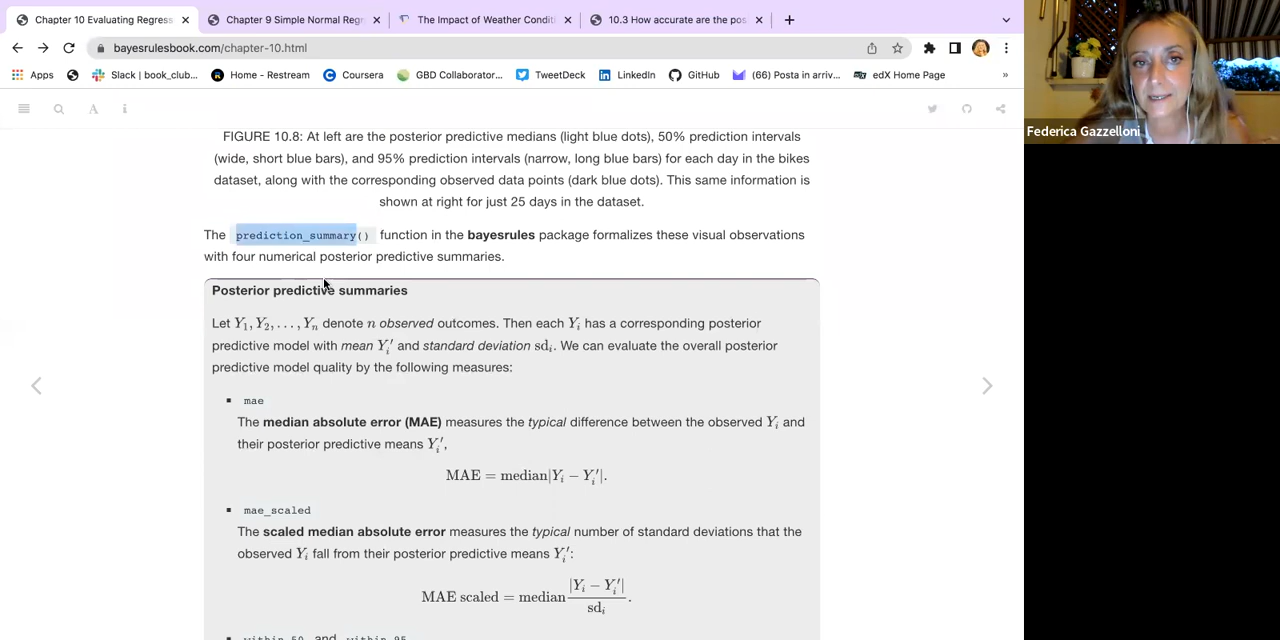 Chapter 10 Evaluating Regress
Chapter 9 Simple Normal Regr
The Impact of Weather Conditi
10.3 How accurate are the pos
bayesrulesbook.com/chapter-10.html
Apps
Slack | book_club...
Home - Restream
Coursera
GBD Collaborator...
TweetDeck
LinkedIn
GitHub
(66) Posta in arriv...
edX Home Page
»
Federica Gazzelloni
FIGURE 10.8: At left are the posterior predictive medians (light blue dots), 50% prediction intervals
(wide, short blue bars), and 95% prediction intervals (narrow, long blue bars) for each day in the bikes
dataset, along with the corresponding observed data points (dark blue dots). This same information is
shown at right for just 25 days in the dataset.
The prediction_summary() function in the bayesrules package formalizes these visual observations
with four numerical posterior predictive summaries.
Posterior predictive summaries
Let Y₁, Y₂, . . . , Yₙ denote n observed outcomes. Then each Yᵢ has a corresponding posterior
predictive model with mean Yᵢ′ and standard deviation sdᵢ. We can evaluate the overall posterior
predictive model quality by the following measures:
▪ mae
The median absolute error (MAE) measures the typical difference between the observed Yᵢ and
their posterior predictive means Yᵢ′,
MAE = median|Yᵢ − Yᵢ′|.
▪ mae_scaled
The scaled median absolute error measures the typical number of standard deviations that the
observed Yᵢ fall from their posterior predictive means Yᵢ′:
MAE scaled = median |Yᵢ − Yᵢ′| / sdᵢ.
▪ within_50 and within_95